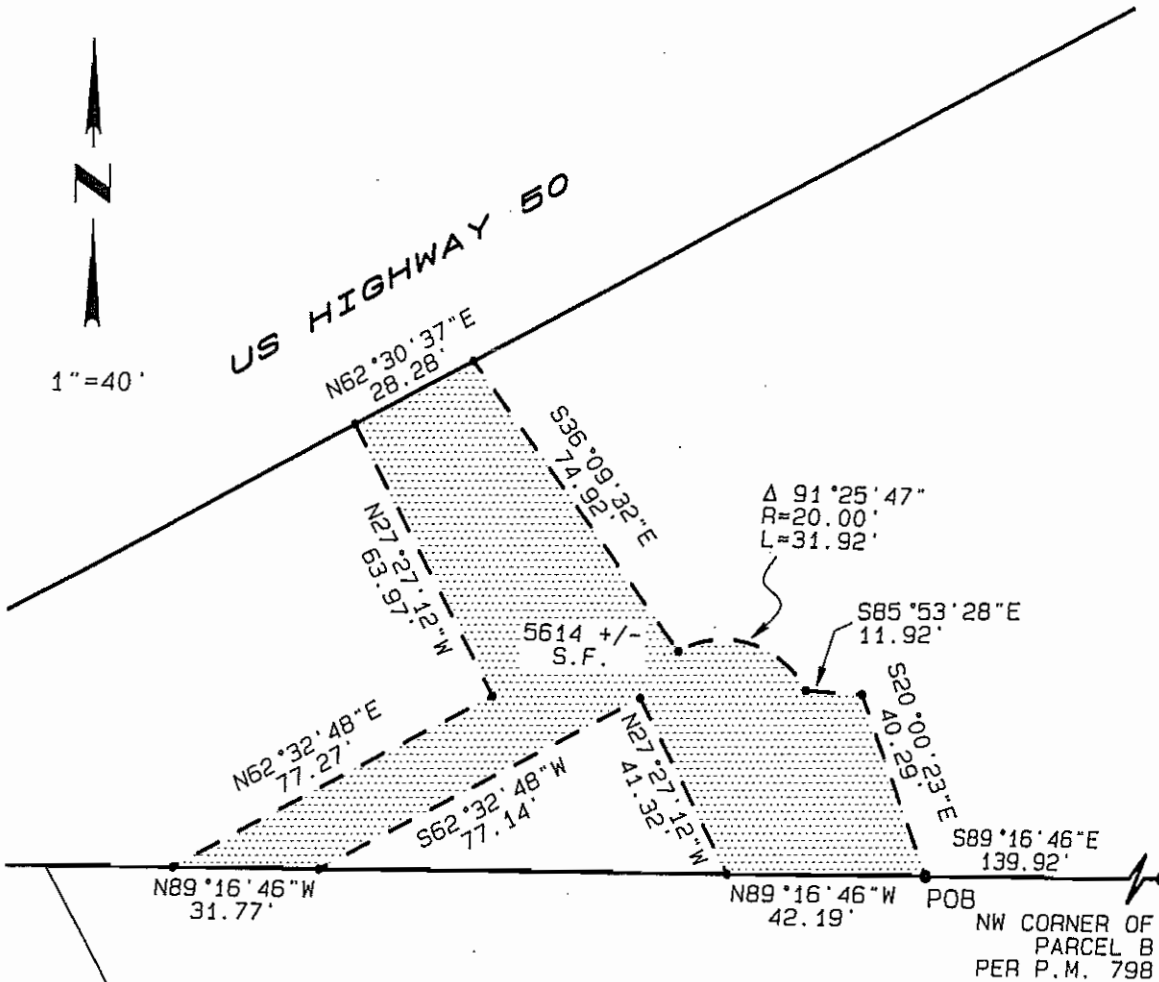 N
1"=40'
US HIGHWAY 50
N62°30'37"E
28.28'
S36°09'32"E
74.92'
Δ 91°25'47"
R=20.00'
L=31.92'
N27°27'12"W
63.97'
5614 +/-
S.F.
S85°53'28"E
11.92'
S20°00'23"E
40.29'
N62°32'48"E
77.27'
S62°32'48"W
77.14'
N27°27'12"W
41.32'
S89°16'46"E
139.92'
N89°16'46"W
31.77'
N89°16'46"W
42.19'
POB
NW CORNER OF
PARCEL B
PER P.M. 798